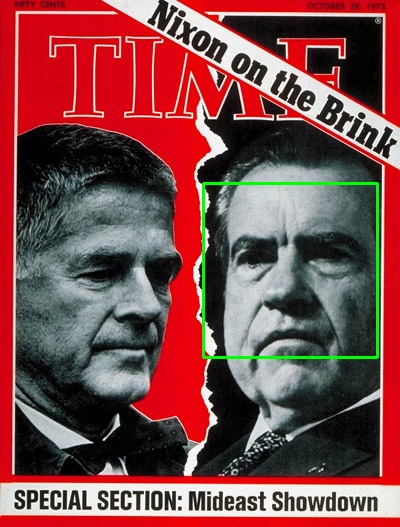 FIFTY CENTS
OCTOBER 29, 1973
TIME
®
Nixon on the Brink
SPECIAL SECTION: Mideast Showdown